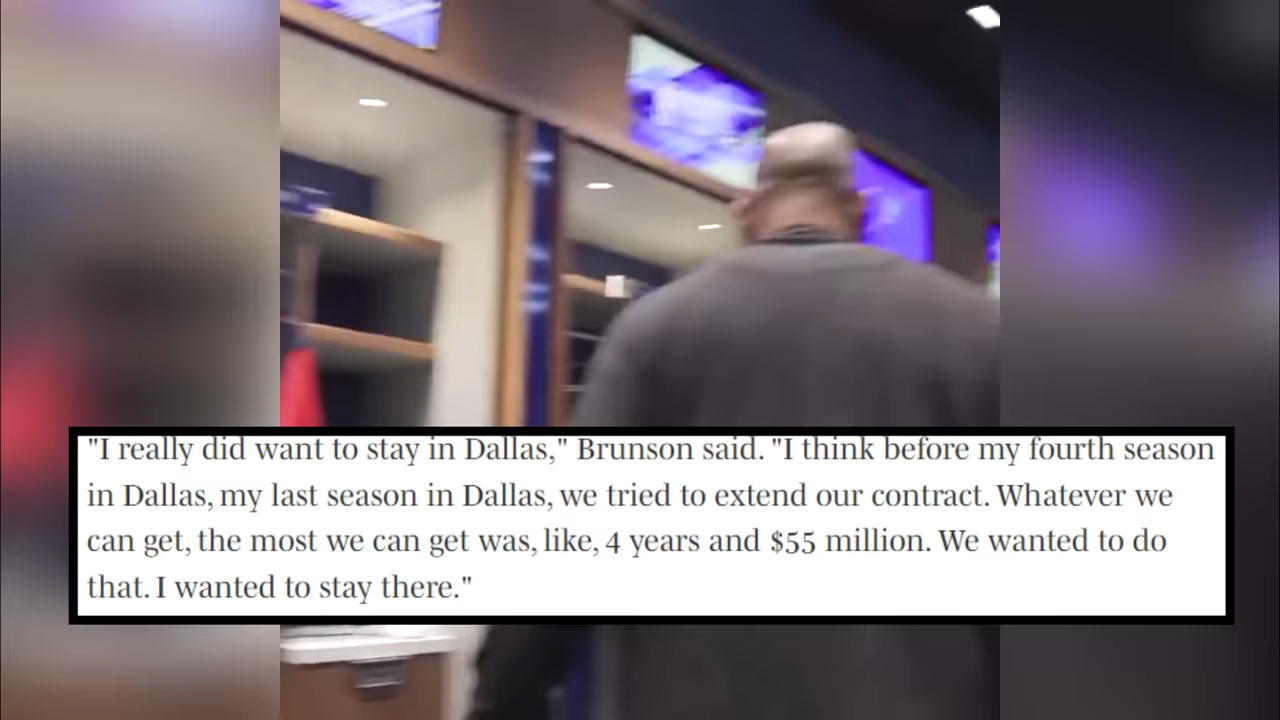 "I really did want to stay in Dallas," Brunson said. "I think before my fourth season
in Dallas, my last season in Dallas, we tried to extend our contract. Whatever we
can get, the most we can get was, like, 4 years and $55 million. We wanted to do
that. I wanted to stay there."